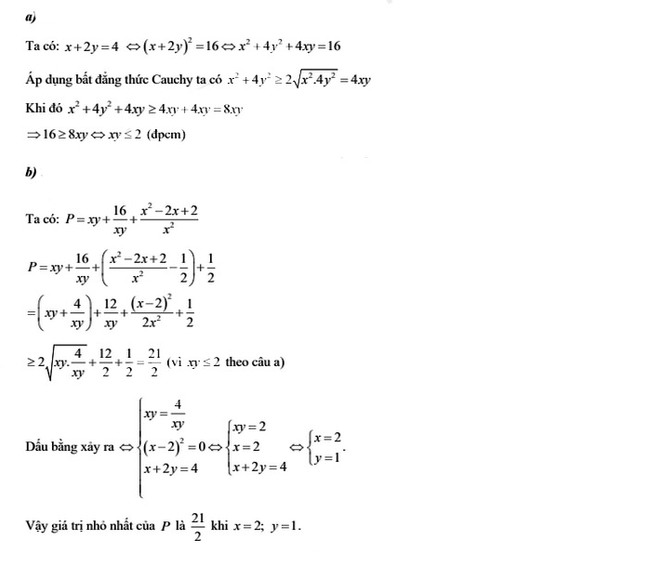 a)
Ta có: x + 2y = 4 ⇔ (x + 2y)² = 16 ⇔ x² + 4y² + 4xy = 16
Áp dụng bất đẳng thức Cauchy ta có x² + 4y² ≥ 2√(x².4y²) = 4xy
Khi đó x² + 4y² + 4xy ≥ 4xy + 4xy = 8xy
⇒ 16 ≥ 8xy ⇔ xy ≤ 2 (đpcm)
b)
Ta có: P = xy + 16/xy + (x² − 2x + 2)/x²
P = xy + 16/xy + ((x² − 2x + 2)/x² − 1/2) + 1/2
= (xy + 4/xy) + 12/xy + (x − 2)²/2x² + 1/2
≥ 2√(xy.4/xy) + 12/2 + 1/2 = 21/2 (vì xy ≤ 2 theo câu a)
Dấu bằng xảy ra ⇔ { xy = 4/xy; (x − 2)² = 0; x + 2y = 4 ⇔ { xy = 2; x = 2; x + 2y = 4 ⇔ { x = 2; y = 1 .
Vậy giá trị nhỏ nhất của P là 21/2 khi x = 2; y = 1.